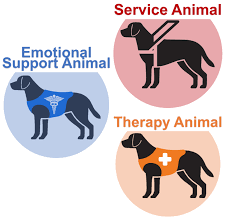 Service Animal
Emotional
Support Animal
Therapy Animal